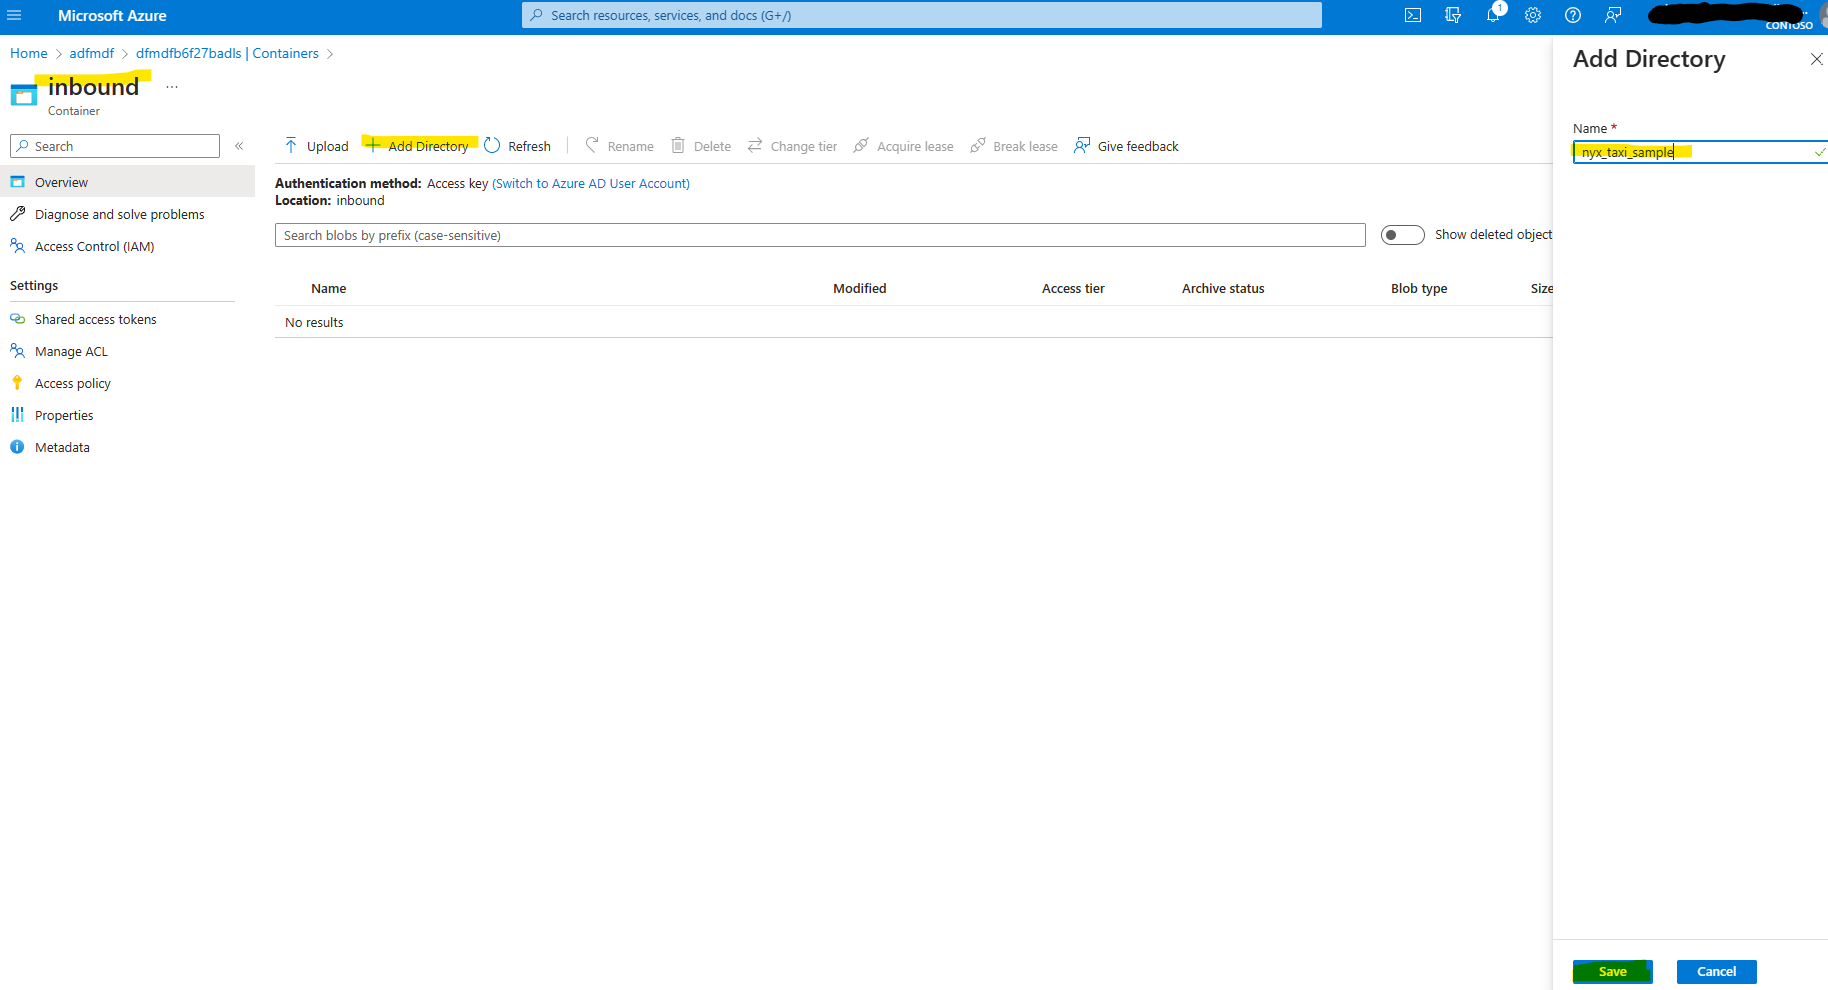 Microsoft Azure
Search resources, services, and docs (G+/)
1
CONTOSO
Home > adfmdf > dfmdfb6f27badls | Containers >
inbound ...
Container
Search «
Overview
Diagnose and solve problems
Access Control (IAM)
Settings
Shared access tokens
Manage ACL
Access policy
Properties
Metadata
Upload + Add Directory Refresh Rename Delete Change tier Acquire lease Break lease Give feedback
Authentication method: Access key (Switch to Azure AD User Account)
Location: inbound
Search blobs by prefix (case-sensitive)
Show deleted object
Name Modified Access tier Archive status Blob type Size
No results
Add Directory
Name *
nyx_taxi_sample
Save Cancel